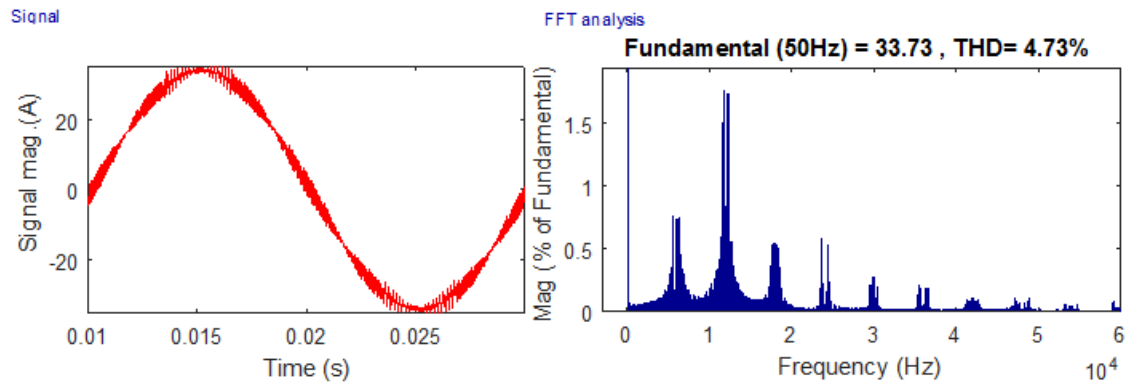 Signal
Signal mag.(A)
20
0
-20
0.01
0.015
0.02
0.025
Time (s)
FFT analysis
Fundamental (50Hz) = 33.73 , THD= 4.73%
Mag (% of Fundamental)
1.5
1
0.5
0
0
1
2
3
4
5
6
Frequency (Hz)
10⁴